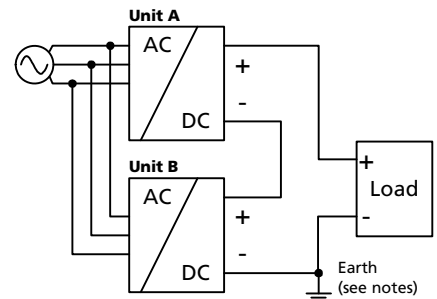 Unit A
AC
+
-
DC
Unit B
AC
+
-
DC
+
Load
-
Earth
(see notes)